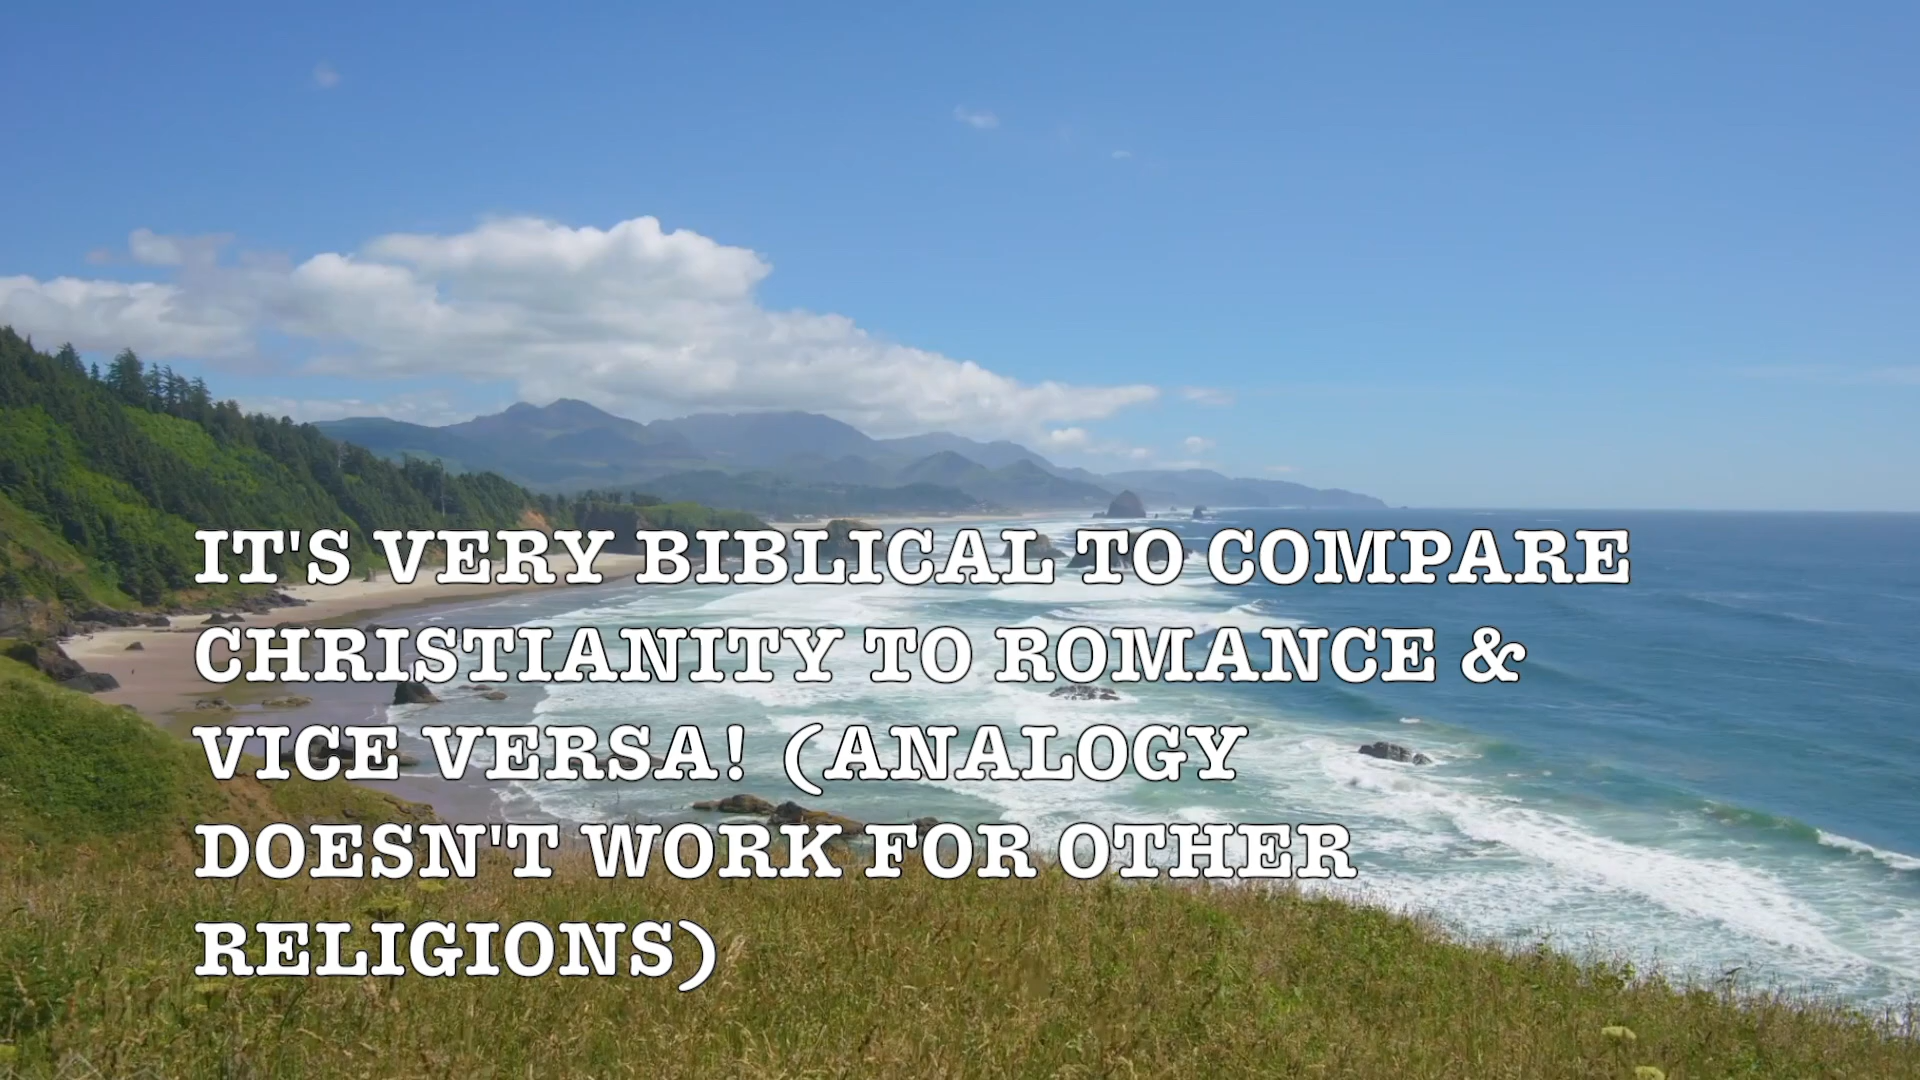 IT'S VERY BIBLICAL TO COMPARE
CHRISTIANITY TO ROMANCE &
VICE VERSA! (ANALOGY
DOESN'T WORK FOR OTHER
RELIGIONS)